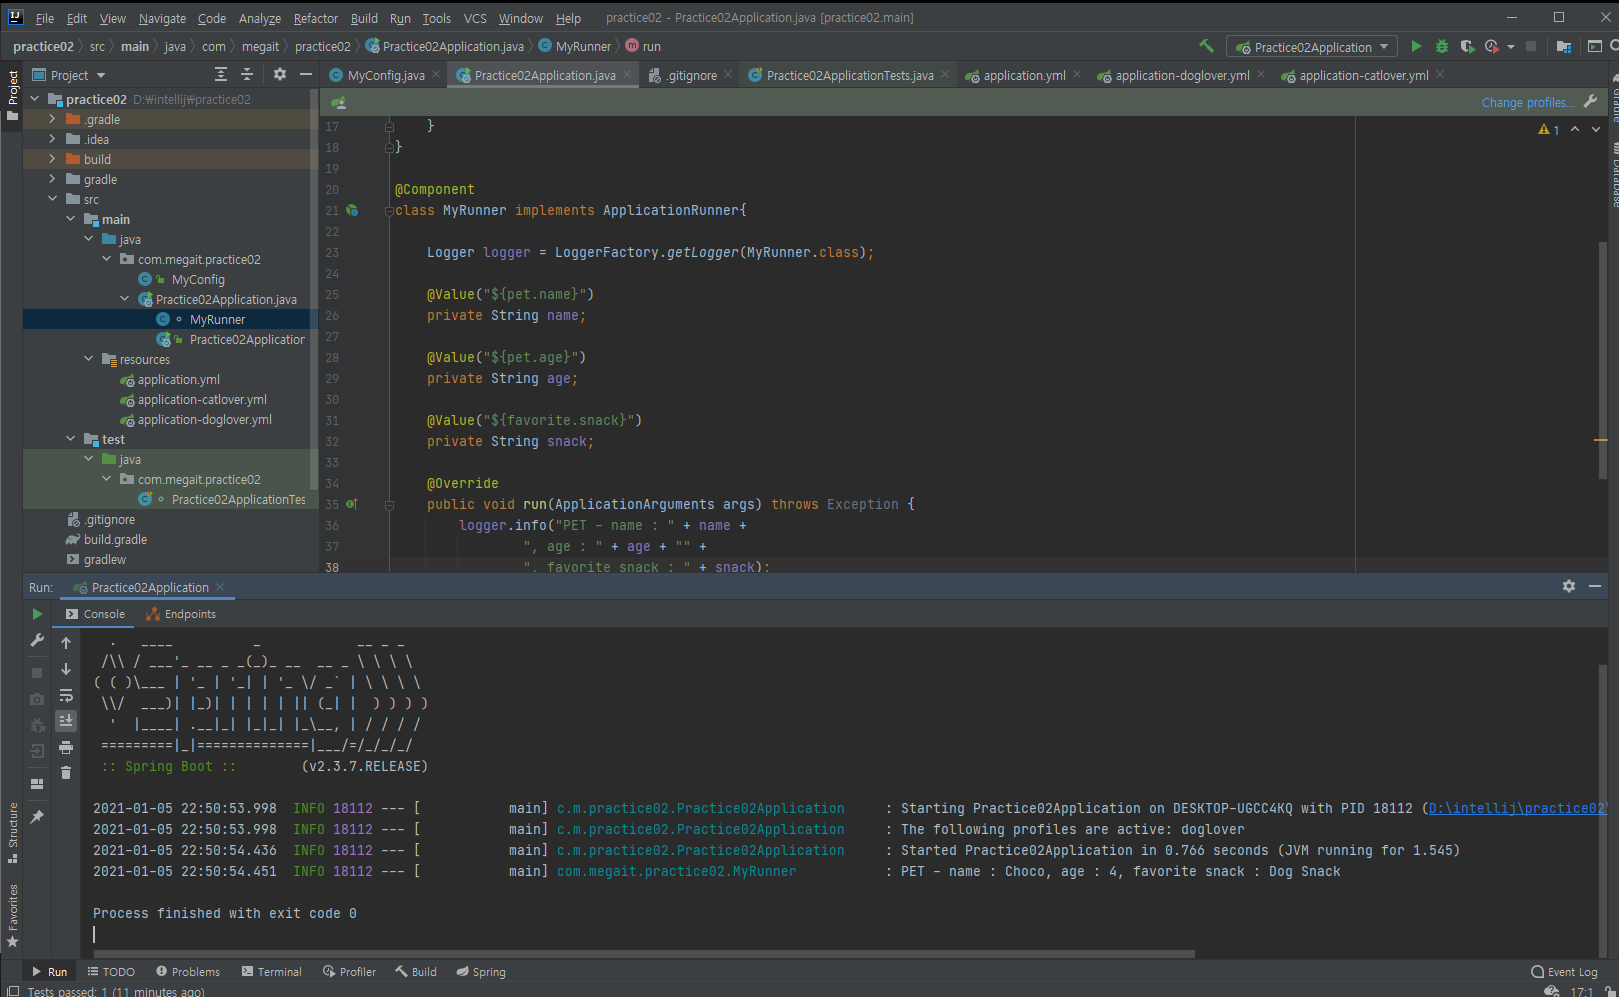 File Edit View Navigate Code Analyze Refactor Build Run Tools VCS Window Help practice02 - Practice02Application.java [practice02.main]
practice02 src main java com megait practice02 Practice02Application.java MyRunner run
Practice02Application
Project
MyConfig.java Practice02Application.java .gitignore Practice02ApplicationTests.java application.yml application-doglover.yml application-catlover.yml
Project
Change profiles...
1
practice02 D:₩intellij₩practice02
.gradle
.idea
build
gradle
src
main
java
com.megait.practice02
MyConfig
Practice02Application.java
MyRunner
Practice02Application
resources
application.yml
application-catlover.yml
application-doglover.yml
test
java
com.megait.practice02
Practice02ApplicationTes
.gitignore
build.gradle
gradlew
17 }
18 }
19
20 @Component
21 class MyRunner implements ApplicationRunner{
22
23 Logger logger = LoggerFactory.getLogger(MyRunner.class);
24
25 @Value("${pet.name}")
26 private String name;
27
28 @Value("${pet.age}")
29 private String age;
30
31 @Value("${favorite.snack}")
32 private String snack;
33
34 @Override
35 public void run(ApplicationArguments args) throws Exception {
36 logger.info("PET - name : " + name +
37 ", age : " + age + "" +
38 ", favorite snack : " + snack);
Gradle
Database
Run: Practice02Application
Console Endpoints
  .   ____          _            __ _ _
 /\\ / ___'_ __ _ _(_)_ __  __ _ \ \ \ \
( ( )\___ | '_ | '_| | '_ \/ _` | \ \ \ \
 \\/  ___)| |_)| | | | | || (_| |  ) ) ) )
  '  |____| .__|_| |_|_| |_\__, | / / / /
 =========|_|==============|___/=/_/_/_/
:: Spring Boot :: (v2.3.7.RELEASE)
2021-01-05 22:50:53.998 INFO 18112 --- [ main] c.m.practice02.Practice02Application : Starting Practice02Application on DESKTOP-UGCC4KQ with PID 18112 (D:\intellij\practice02\
2021-01-05 22:50:53.998 INFO 18112 --- [ main] c.m.practice02.Practice02Application : The following profiles are active: doglover
2021-01-05 22:50:54.436 INFO 18112 --- [ main] c.m.practice02.Practice02Application : Started Practice02Application in 0.766 seconds (JVM running for 1.545)
2021-01-05 22:50:54.451 INFO 18112 --- [ main] com.megait.practice02.MyRunner : PET - name : Choco, age : 4, favorite snack : Dog Snack
Process finished with exit code 0
Structure
Favorites
Run TODO Problems Terminal Profiler Build Spring Event Log
Tests passed: 1 (11 minutes ago) 17:1